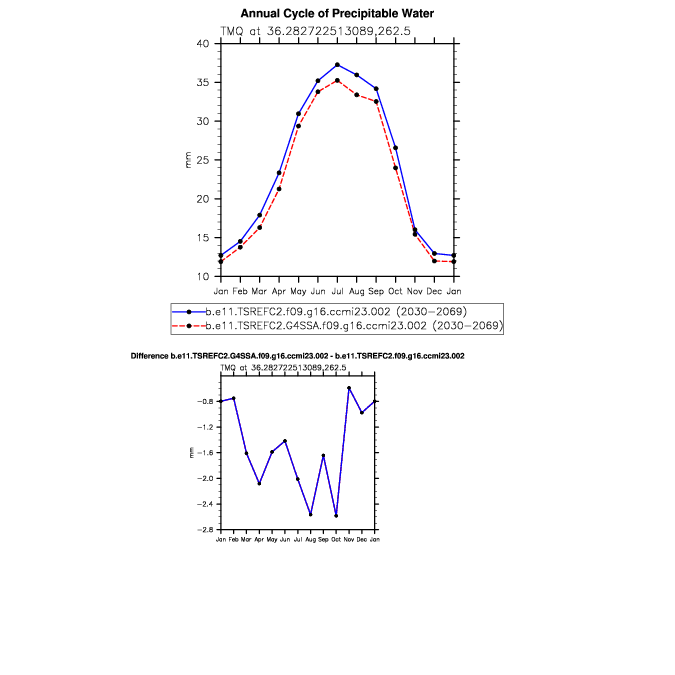 Annual Cycle of Precipitable Water
TMQ at 36.282722513089,262.5
40
35
30
25
20
15
10
mm
Jan Feb Mar Apr May Jun Jul Aug Sep Oct Nov Dec Jan
b.e11.TSREFC2.f09.g16.ccmi23.002 (2030-2069)
b.e11.TSREFC2.G4SSA.f09.g16.ccmi23.002 (2030-2069)
Difference b.e11.TSREFC2.G4SSA.f09.g16.ccmi23.002 - b.e11.TSREFC2.f09.g16.ccmi23.002
TMQ at 36.282722513089,262.5
-0.8
-1.2
-1.6
-2.0
-2.4
-2.8
mm
Jan Feb Mar Apr May Jun Jul Aug Sep Oct Nov Dec Jan